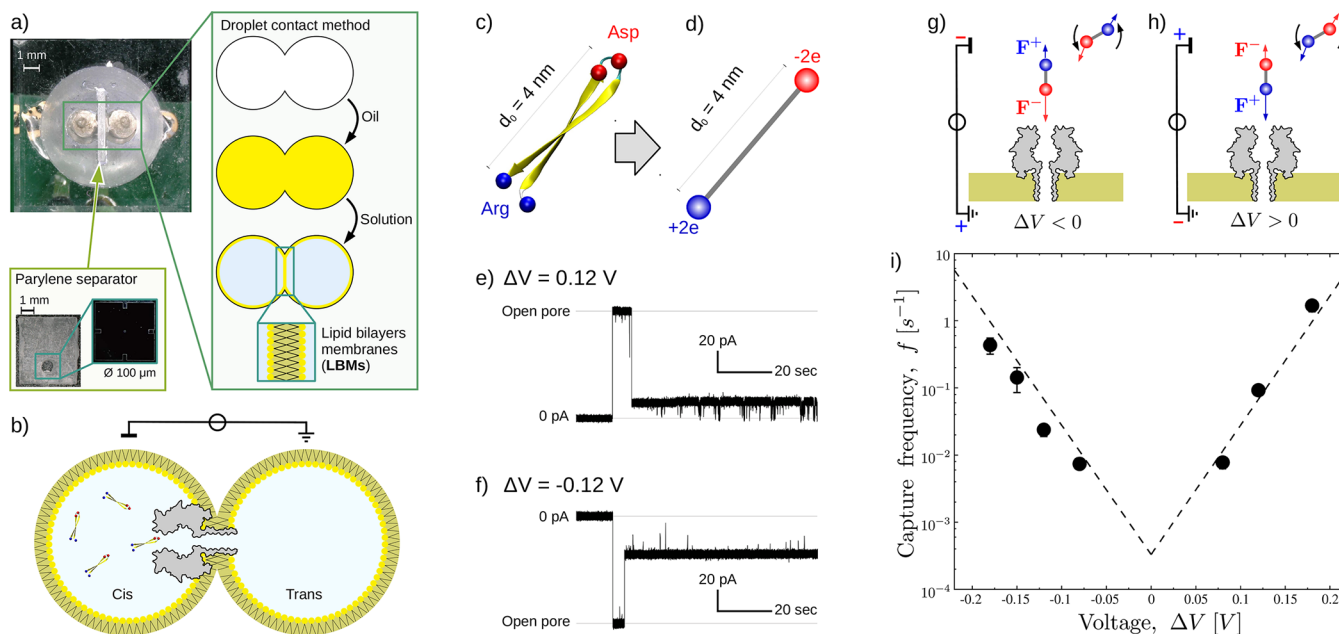 a)
1 mm
Droplet contact method
Oil
Solution
Lipid bilayers
membranes
(LBMs)
Parylene separator
1 mm
Ø 100 μm
b)
Cis
Trans
c)
Asp
d₀ = 4 nm
Arg
d)
-2e
d₀ = 4 nm
+2e
e) ΔV = 0.12 V
Open pore
20 pA
20 sec
0 pA
f) ΔV = -0.12 V
0 pA
20 pA
20 sec
Open pore
g)
-
F⁺
F⁻
+
ΔV < 0
h)
+
F⁻
F⁺
-
ΔV > 0
i)
Capture frequency, f [s⁻¹]
10
1
10⁻¹
10⁻²
10⁻³
10⁻⁴
-0.2 -0.15 -0.1 -0.05 0 0.05 0.1 0.15 0.2
Voltage, ΔV [V]